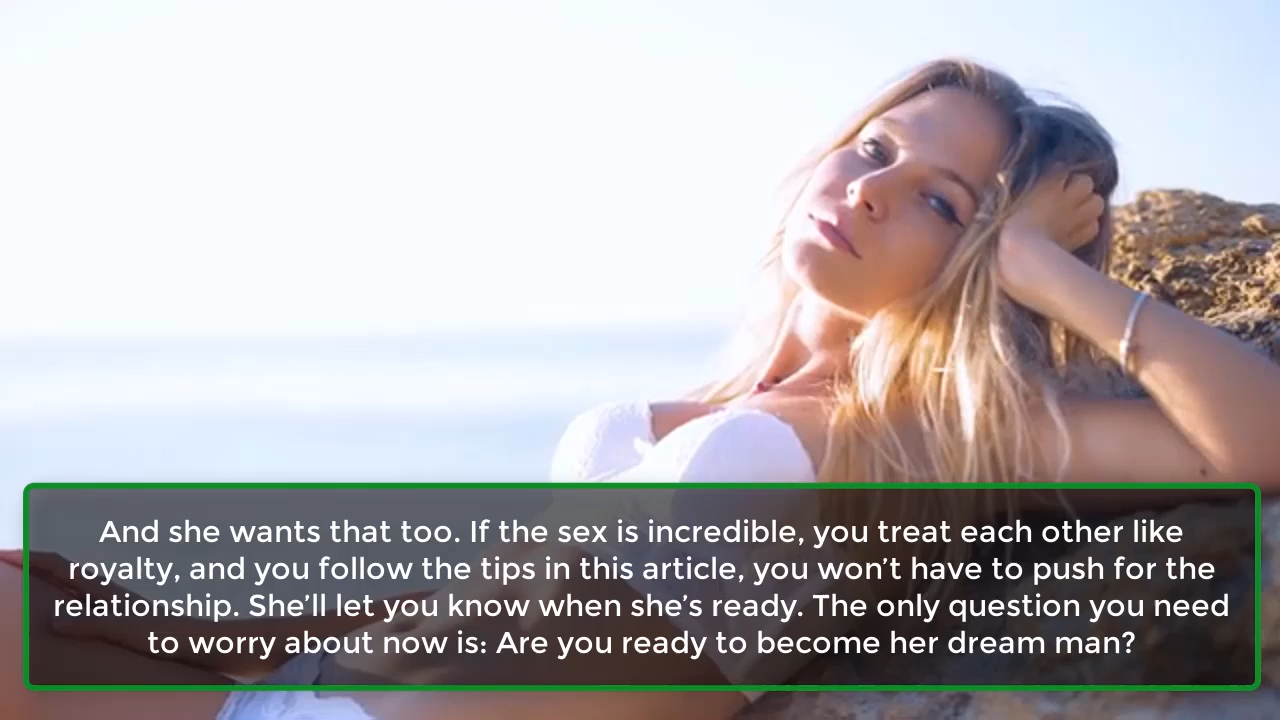 And she wants that too. If the sex is incredible, you treat each other like
royalty, and you follow the tips in this article, you won’t have to push for the
relationship. She’ll let you know when she’s ready. The only question you need
to worry about now is: Are you ready to become her dream man?